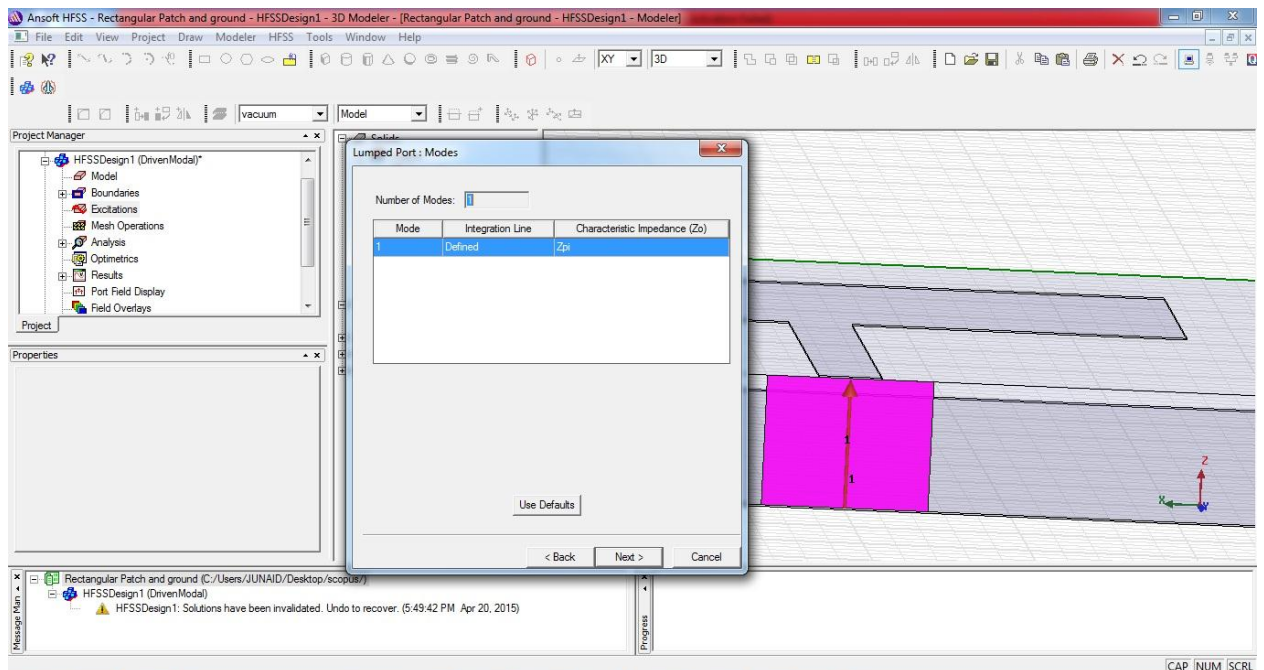 Ansoft HFSS - Rectangular Patch and ground - HFSSDesign1 - 3D Modeler - [Rectangular Patch and ground - HFSSDesign1 - Modeler]
File Edit View Project Draw Modeler HFSS Tools Window Help
XY 3D
vacuum Model
Project Manager
Solids
HFSSDesign1 (DrivenModal)*
Model
Boundaries
Excitations
Mesh Operations
Analysis
Optimetrics
Results
Port Field Display
Field Overlays
Project
Properties
Lumped Port : Modes
Number of Modes: 1
Mode Integration Line Characteristic Impedance (Zo)
1 Defined Zpi
Use Defaults
< Back Next > Cancel
1
1
Z
X
Y
Message Man
Rectangular Patch and ground (C:/Users/JUNAID/Desktop/scopus/)
HFSSDesign1 (DrivenModal)
HFSSDesign1: Solutions have been invalidated. Undo to recover. (5:49:42 PM Apr 20, 2015)
Progress
CAP NUM SCRL